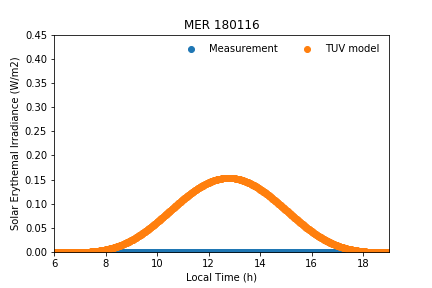 MER 180116
Measurement
TUV model
Solar Erythemal Irradiance (W/m2)
0.45
0.40
0.35
0.30
0.25
0.20
0.15
0.10
0.05
0.00
6 8 10 12 14 16 18
Local Time (h)